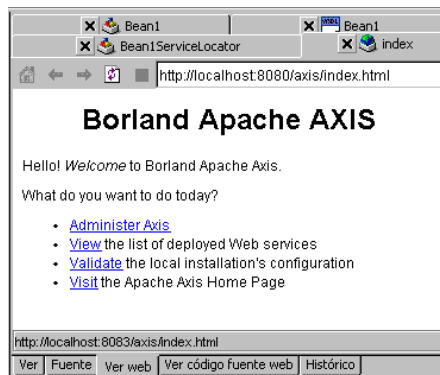 Bean1
Bean1
Bean1ServiceLocator
index
http://localhost:8080/axis/index.html
Borland Apache AXIS
Hello! Welcome to Borland Apache Axis.
What do you want to do today?
• Administer Axis
• View the list of deployed Web services
• Validate the local installation's configuration
• Visit the Apache Axis Home Page
http://localhost:8083/axis/index.html
Ver Fuente Ver web Ver código fuente web Histórico